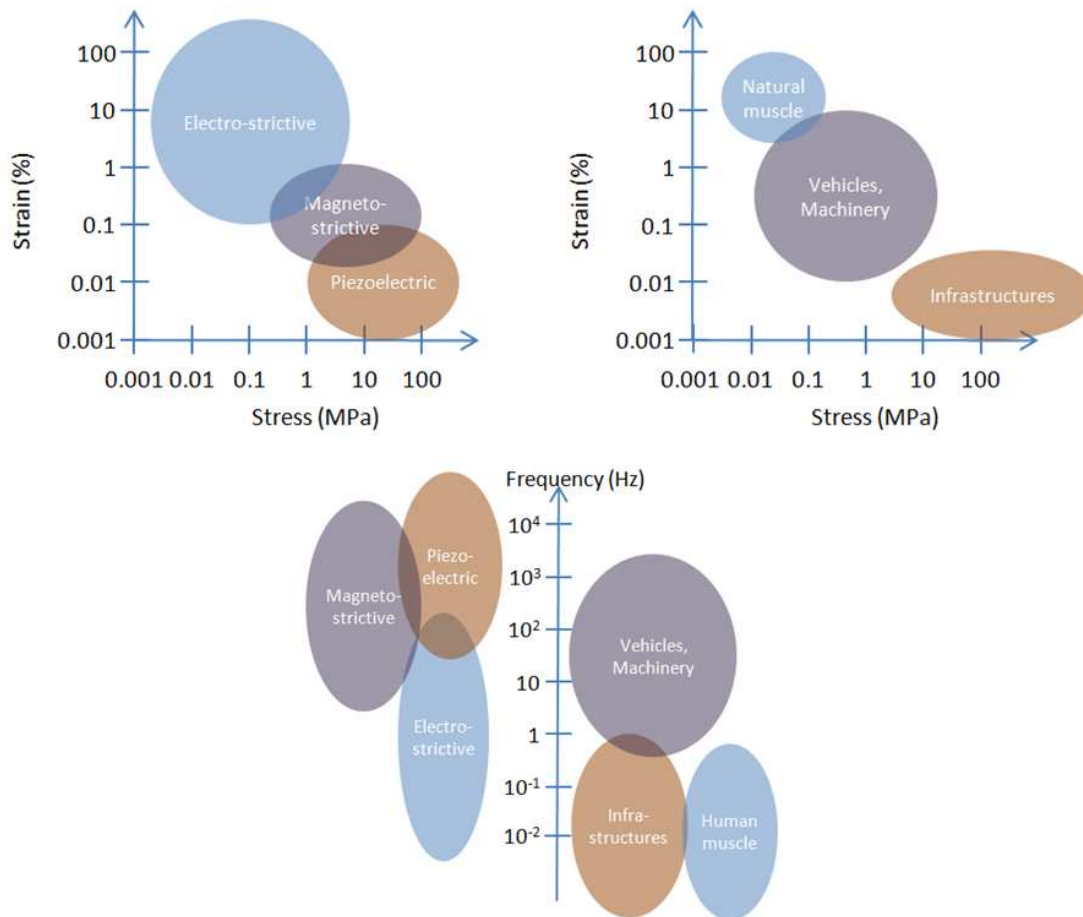 100
10
1
0.1
0.01
0.001
Strain (%)
Electro-strictive
Magneto-
strictive
Piezoelectric
0.001 0.01 0.1 1 10 100
Stress (MPa)
100
10
1
0.1
0.01
0.001
Strain (%)
Natural
muscle
Vehicles,
Machinery
Infrastructures
0.001 0.01 0.1 1 10 100
Stress (MPa)
Frequency (Hz)
10⁴
10³
10²
10
1
10⁻¹
10⁻²
Piezo-
electric
Magneto-
strictive
Electro-
strictive
Vehicles,
Machinery
Infra-
structures
Human
muscle